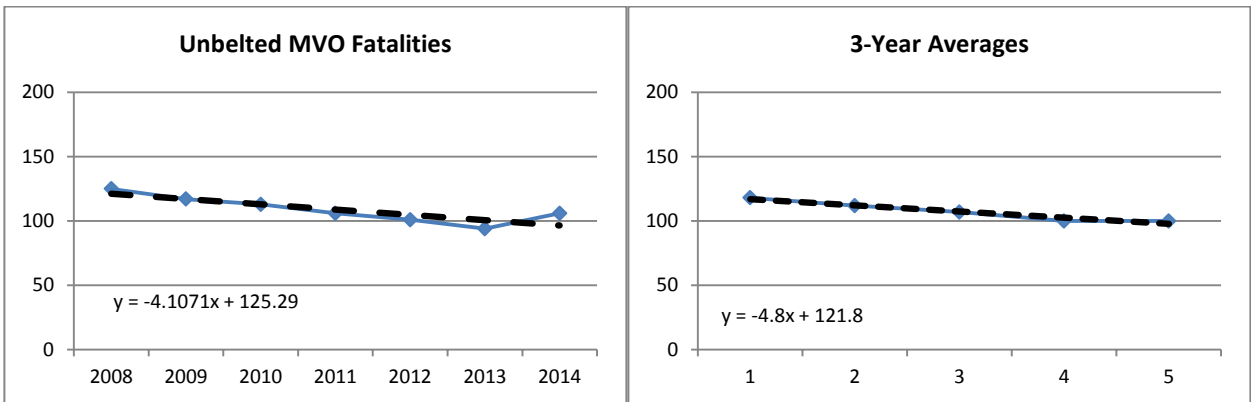 Unbelted MVO Fatalities
200
150
100
50
0
y = -4.1071x + 125.29
2008 2009 2010 2011 2012 2013 2014
3-Year Averages
200
150
100
50
0
y = -4.8x + 121.8
1 2 3 4 5